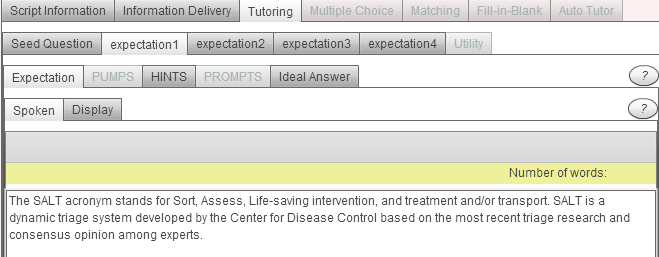 Script Information Information Delivery Tutoring Multiple Choice Matching Fill-in-Blank Auto Tutor
Seed Question expectation1 expectation2 expectation3 expectation4 Utility
Expectation PUMPS HINTS PROMPTS Ideal Answer ?
Spoken Display ?
Number of words:
The SALT acronym stands for Sort, Assess, Life-saving intervention, and treatment and/or transport. SALT is a
dynamic triage system developed by the Center for Disease Control based on the most recent triage research and
consensus opinion among experts.